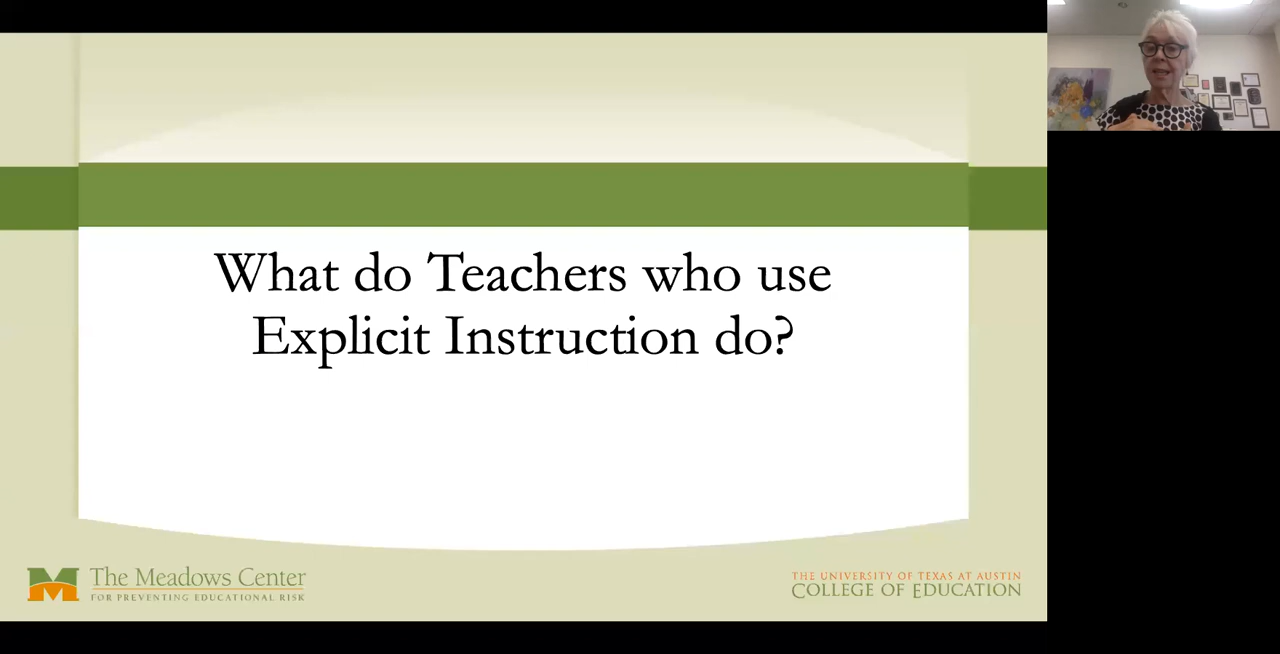 What do Teachers who use
Explicit Instruction do?
The Meadows Center
FOR PREVENTING EDUCATIONAL RISK
THE UNIVERSITY OF TEXAS AT AUSTIN
COLLEGE OF EDUCATION